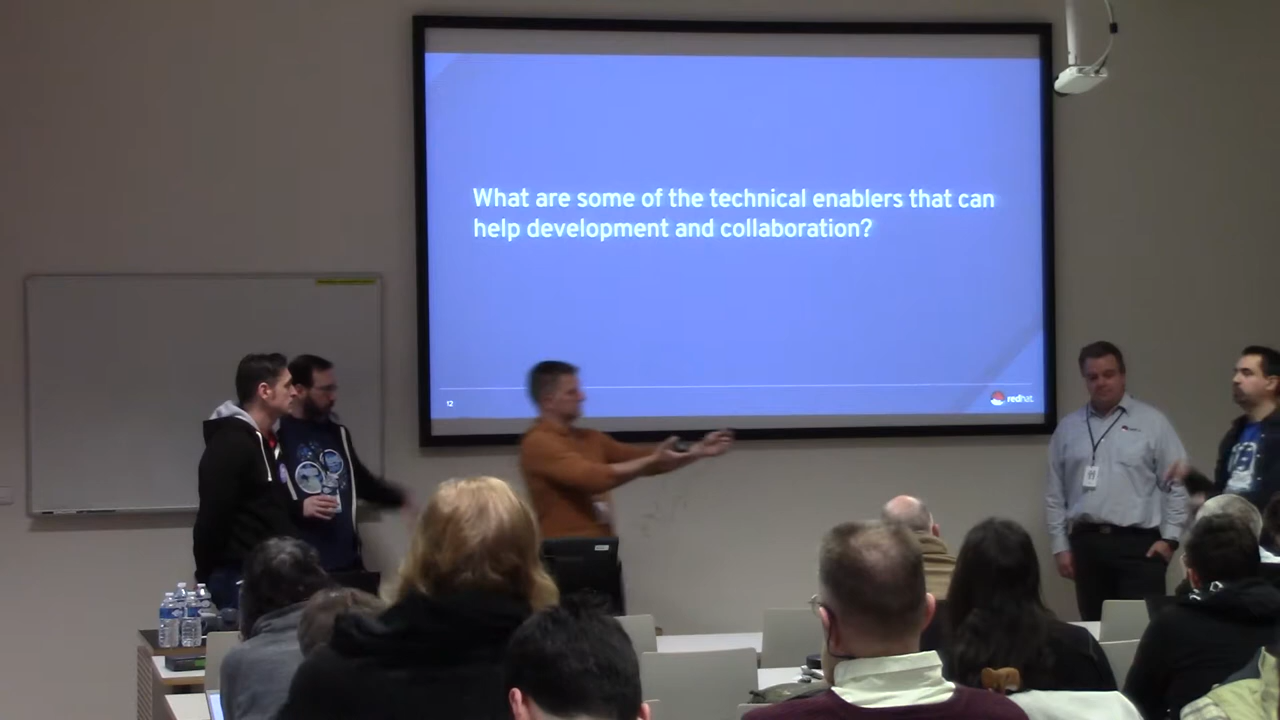 What are some of the technical enablers that can
help development and collaboration?
12
redhat.